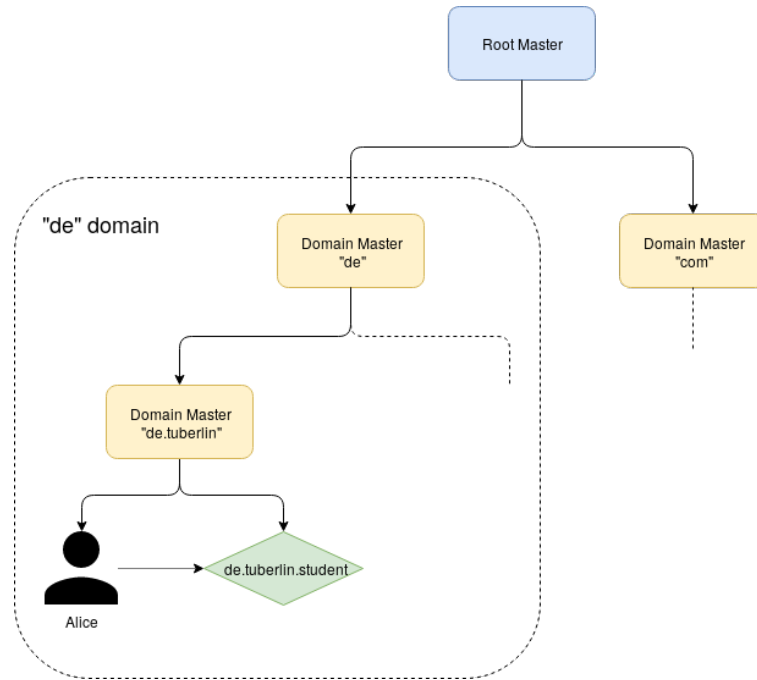 Root Master
"de" domain
Domain Master
"de"
Domain Master
"com"
Domain Master
"de.tuberlin"
de.tuberlin.student
Alice